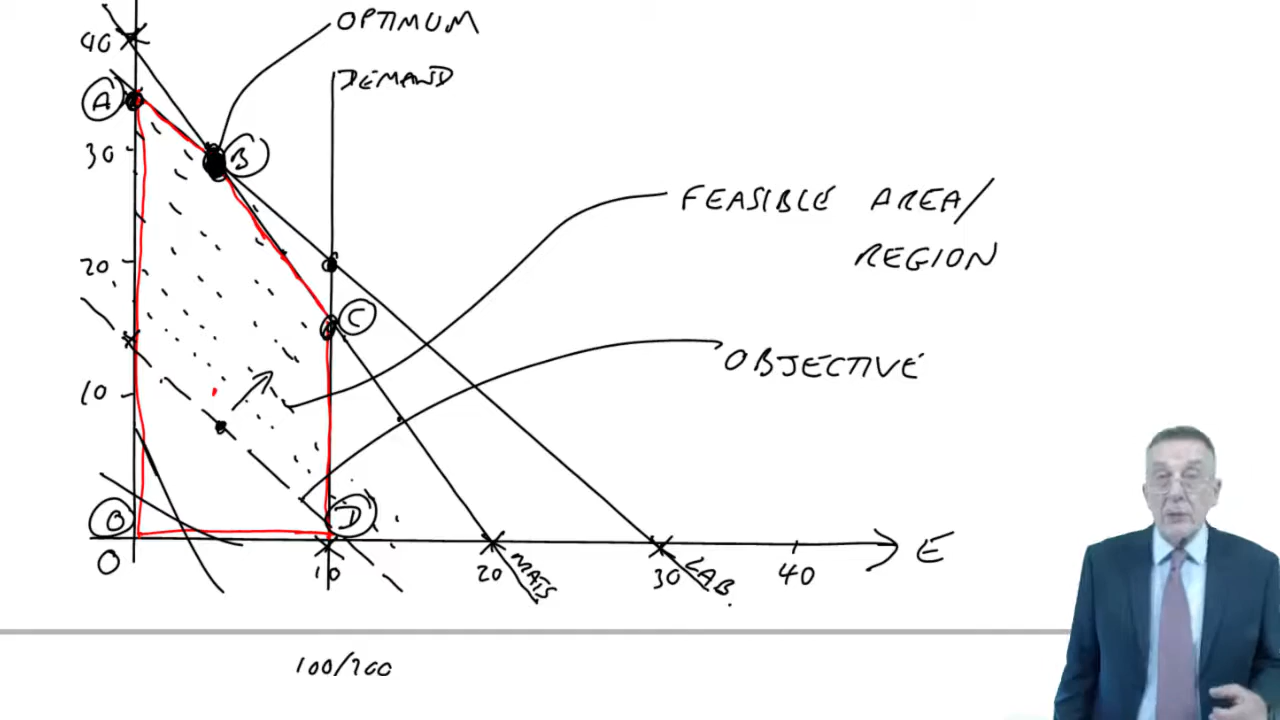 OPTIMUM
40
DEMAND
A
30
B
FEASIBLE AREA/
REGION
20
C
OBJECTIVE
10
D
0
O
E
10
20
MATS
30
LAB.
40
100/200